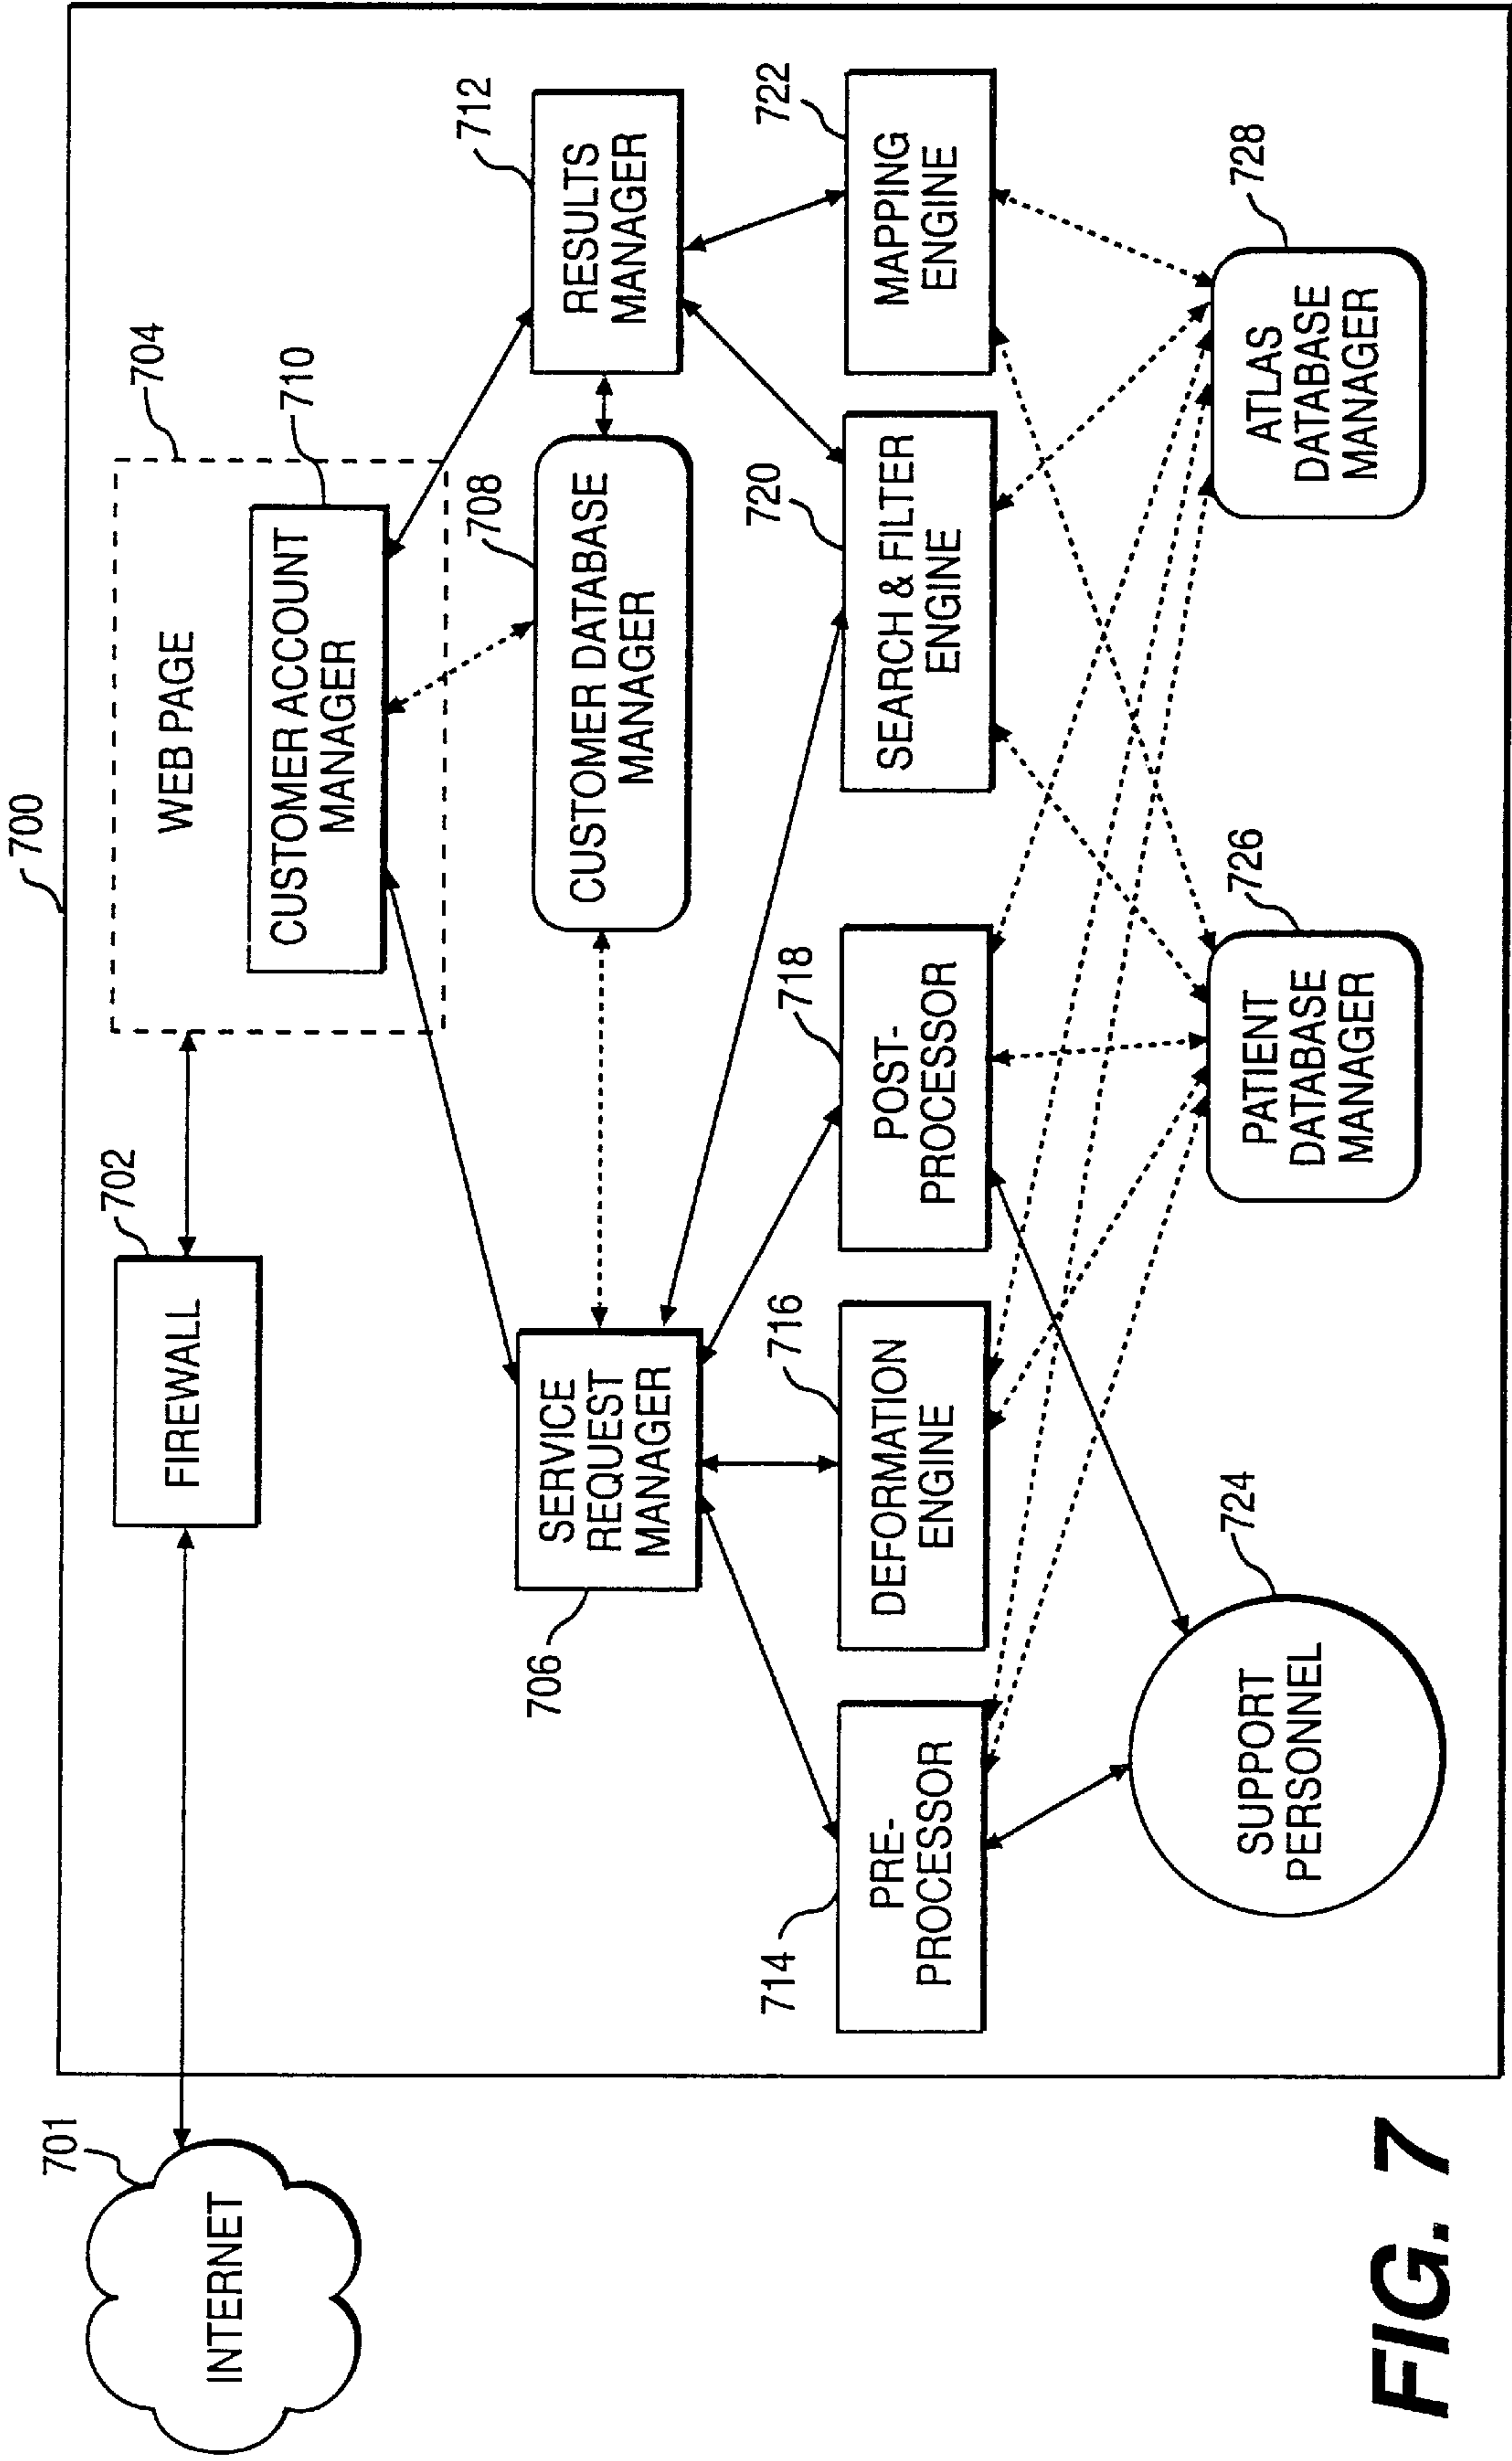 700
701
INTERNET
702
FIREWALL
704
WEB PAGE
710
CUSTOMER ACCOUNT
MANAGER
706
SERVICE
REQUEST
MANAGER
708
CUSTOMER DATABASE
MANAGER
712
RESULTS
MANAGER
714
PRE-
PROCESSOR
716
DEFORMATION
ENGINE
718
POST-
PROCESSOR
720
SEARCH & FILTER
ENGINE
722
MAPPING
ENGINE
724
SUPPORT
PERSONNEL
726
PATIENT
DATABASE
MANAGER
728
ATLAS
DATABASE
MANAGER
FIG. 7